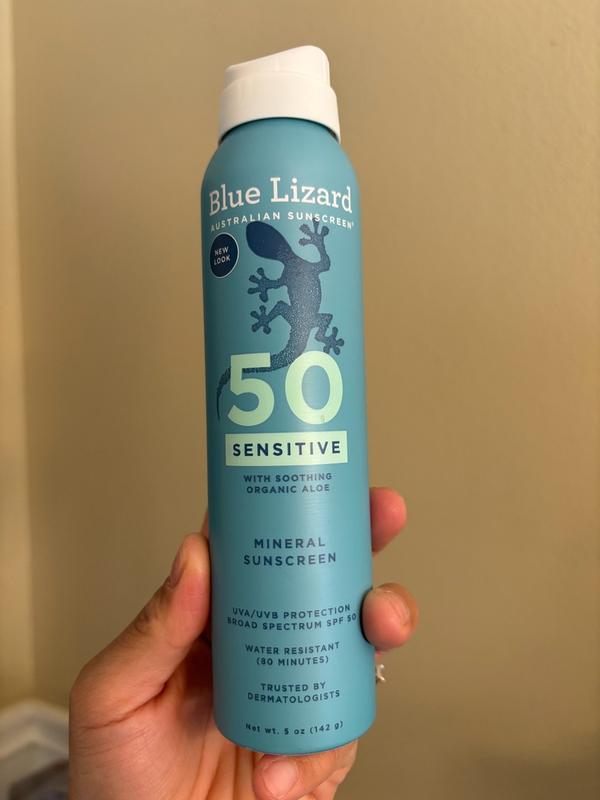 Blue Lizard
AUSTRALIAN SUNSCREEN®
NEW
LOOK
50
SENSITIVE
WITH SOOTHING
ORGANIC ALOE
MINERAL
SUNSCREEN
UVA/UVB PROTECTION
BROAD SPECTRUM SPF 50
WATER RESISTANT
(80 MINUTES)
TRUSTED BY
DERMATOLOGISTS
Net wt. 5 oz (142 g)